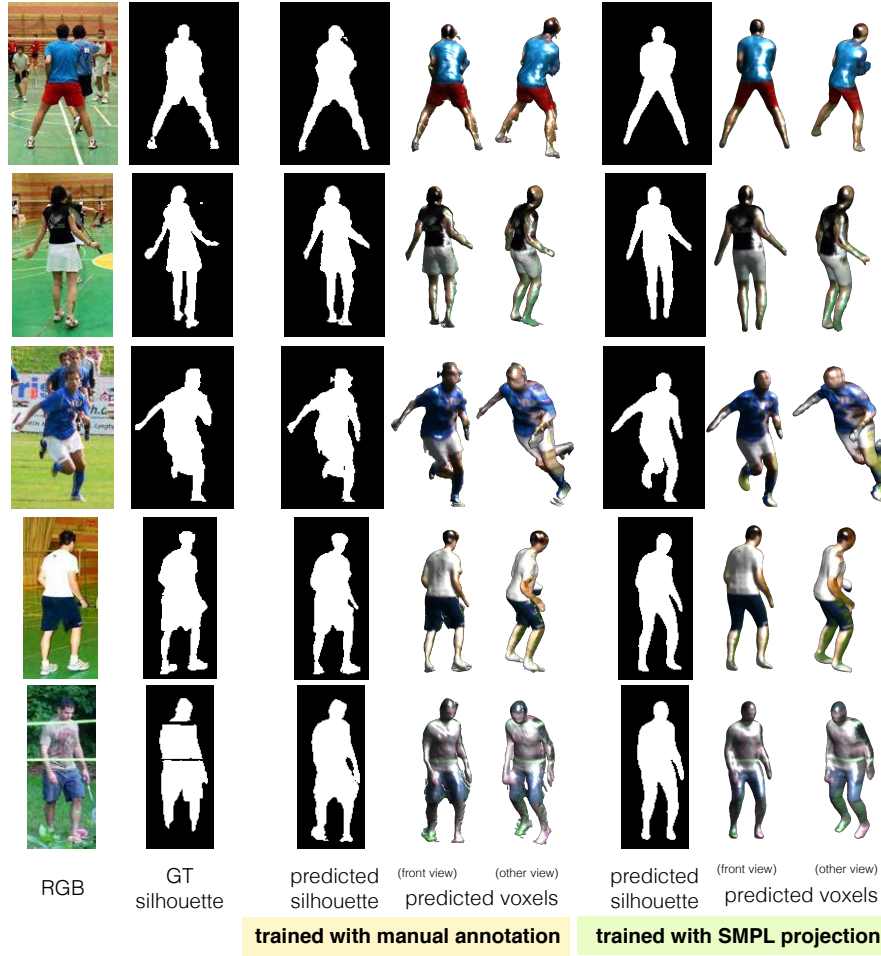 RGB
GT
silhouette
predicted
silhouette
(front view)
(other view)
predicted voxels
predicted
silhouette
(front view)
(other view)
predicted voxels
trained with manual annotation
trained with SMPL projection